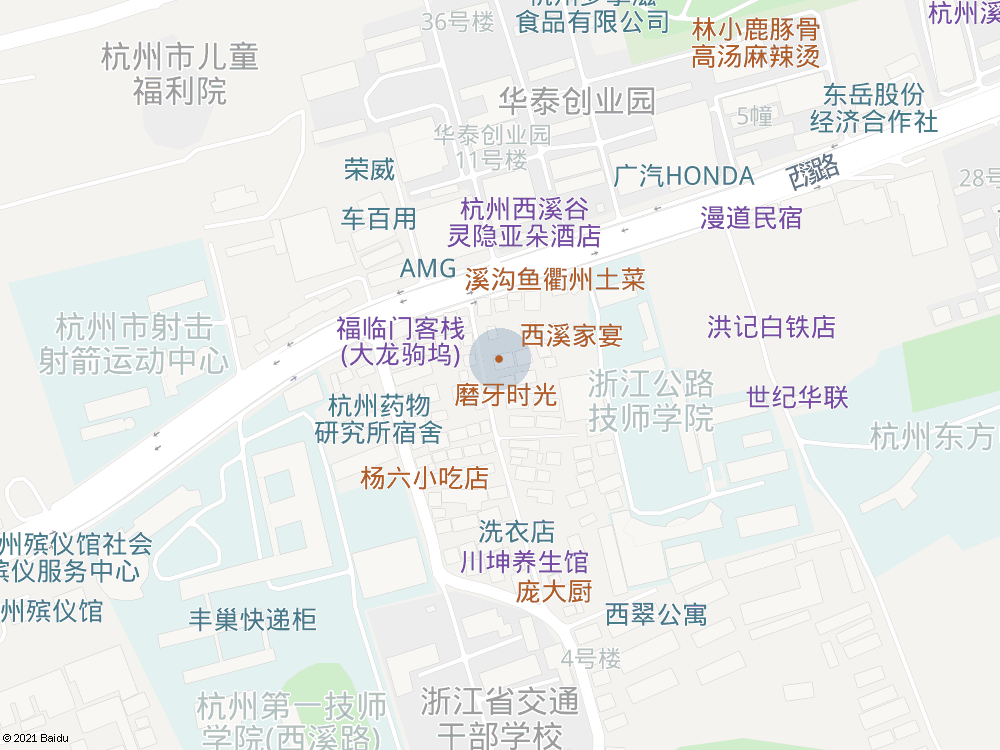 36号楼
食品有限公司
林小鹿豚骨
高汤麻辣烫
杭州市儿童
福利院
华泰创业园
5幢
东岳股份
经济合作社
华泰创业园
11号楼
荣威
广汽HONDA
西溪路
28号
车百用
杭州西溪谷
灵隐亚朵酒店
漫道民宿
AMG
溪沟鱼衢州土菜
杭州市射击
射箭运动中心
福临门客栈
(大龙驹坞)
西溪家宴
洪记白铁店
磨牙时光
浙江公路
技师学院
世纪华联
杭州药物
研究所宿舍
杭州东方
杨六小吃店
洗衣店
川坤养生馆
庞大厨
州殡仪馆社会
殡仪服务中心
州殡仪馆
丰巢快递柜
西翠公寓
4号楼
杭州第一技师
学院(西溪路)
浙江省交通
干部学校
© 2021 Baidu